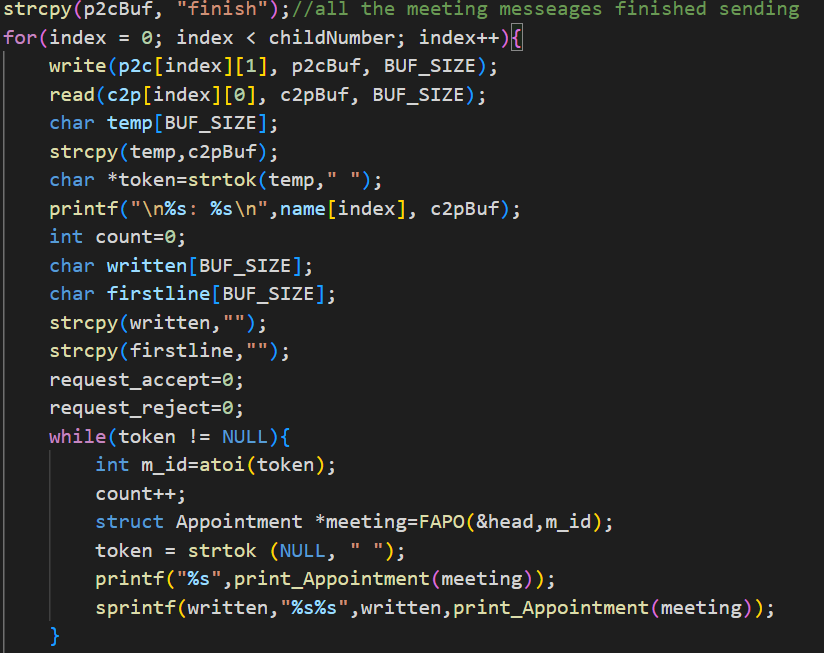 strcpy(p2cBuf, "finish");//all the meeting messeages finished sending
for(index = 0; index < childNumber; index++){
write(p2c[index][1], p2cBuf, BUF_SIZE);
read(c2p[index][0], c2pBuf, BUF_SIZE);
char temp[BUF_SIZE];
strcpy(temp,c2pBuf);
char *token=strtok(temp," ");
printf("\n%s: %s\n",name[index], c2pBuf);
int count=0;
char written[BUF_SIZE];
char firstline[BUF_SIZE];
strcpy(written,"");
strcpy(firstline,"");
request_accept=0;
request_reject=0;
while(token != NULL){
int m_id=atoi(token);
count++;
struct Appointment *meeting=FAPO(&head,m_id);
token = strtok (NULL, " ");
printf("%s",print_Appointment(meeting));
sprintf(written,"%s%s",written,print_Appointment(meeting));
}